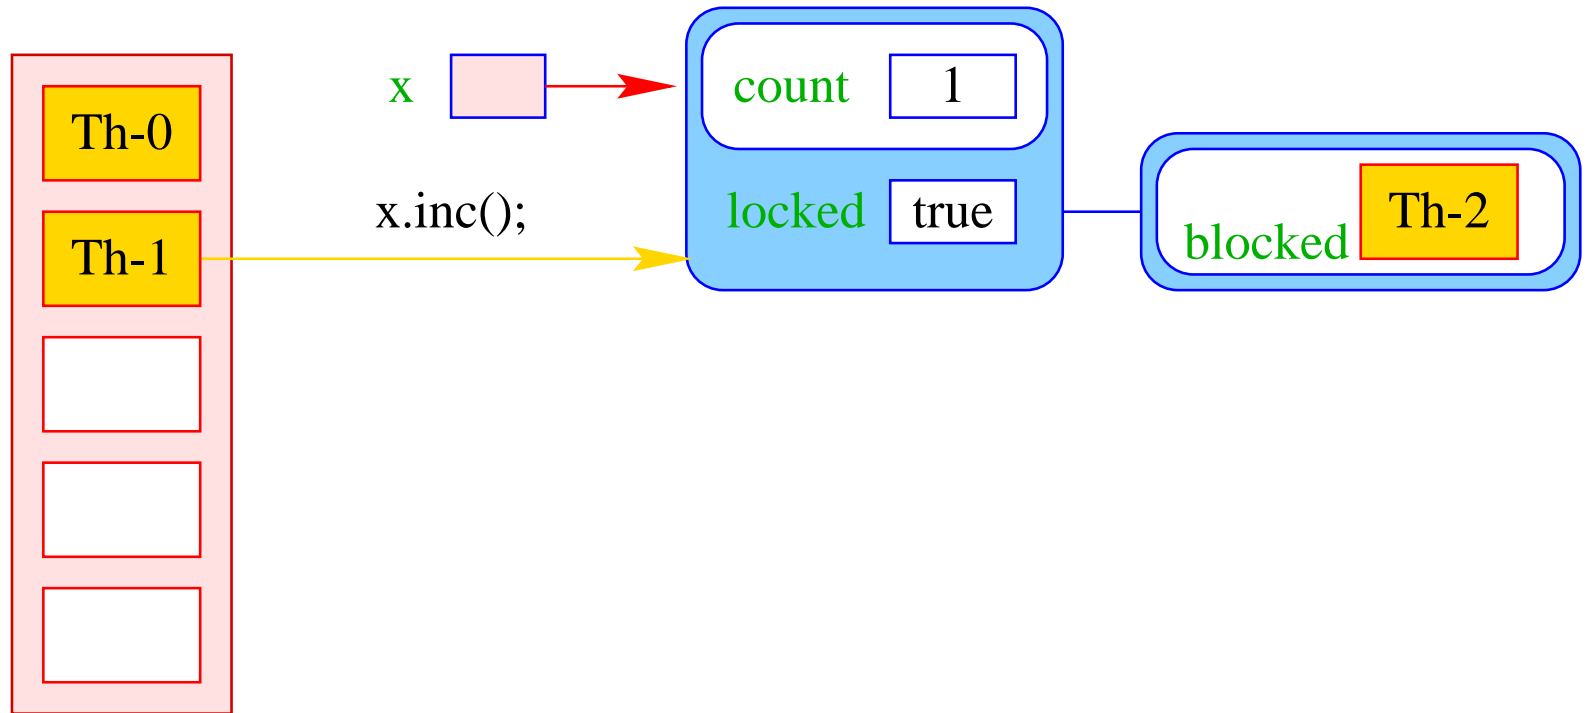 Th-0
Th-1
x
x.inc();
count 1
locked true
blocked Th-2